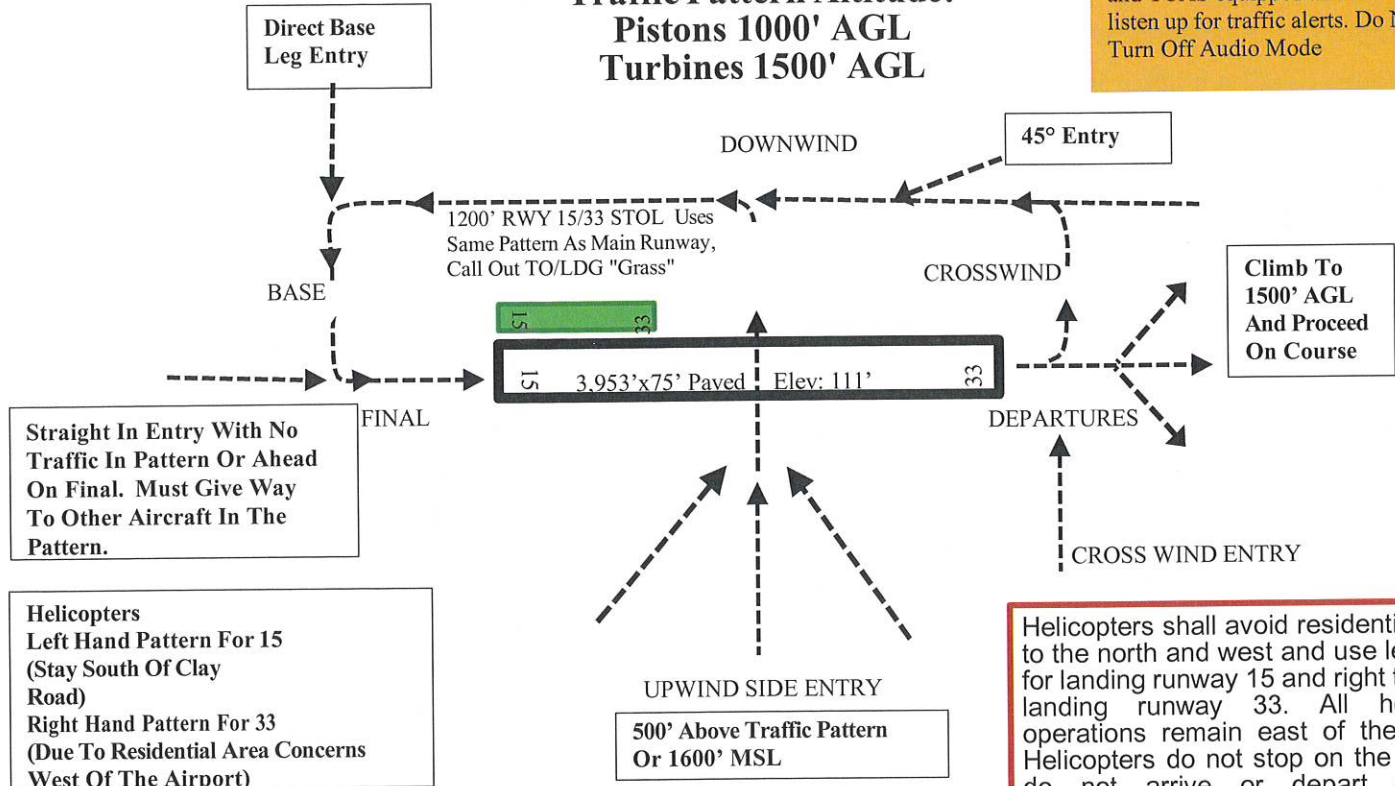 Direct Base
Leg Entry
Pistons 1000' AGL
Turbines 1500' AGL
listen up for traffic alerts. Do
Turn Off Audio Mode
DOWNWIND
45° Entry
1200' RWY 15/33 STOL Uses
Same Pattern As Main Runway,
Call Out TO/LDG "Grass"
BASE
CROSSWIND
Climb To
1500' AGL
And Proceed
On Course
15 33
15 3,953'x75' Paved Elev: 111' 33
FINAL
DEPARTURES
Straight In Entry With No
Traffic In Pattern Or Ahead
On Final. Must Give Way
To Other Aircraft In The
Pattern.
CROSS WIND ENTRY
Helicopters
Left Hand Pattern For 15
(Stay South Of Clay
Road)
Right Hand Pattern For 33
(Due To Residential Area Concerns
West Of The Airport)
UPWIND SIDE ENTRY
500' Above Traffic Pattern
Or 1600' MSL
Helicopters shall avoid
to the north and west and use
for landing runway 15 and right
landing runway 33. All
operations remain east of the
Helicopters do not stop on the
do not arrive or depart